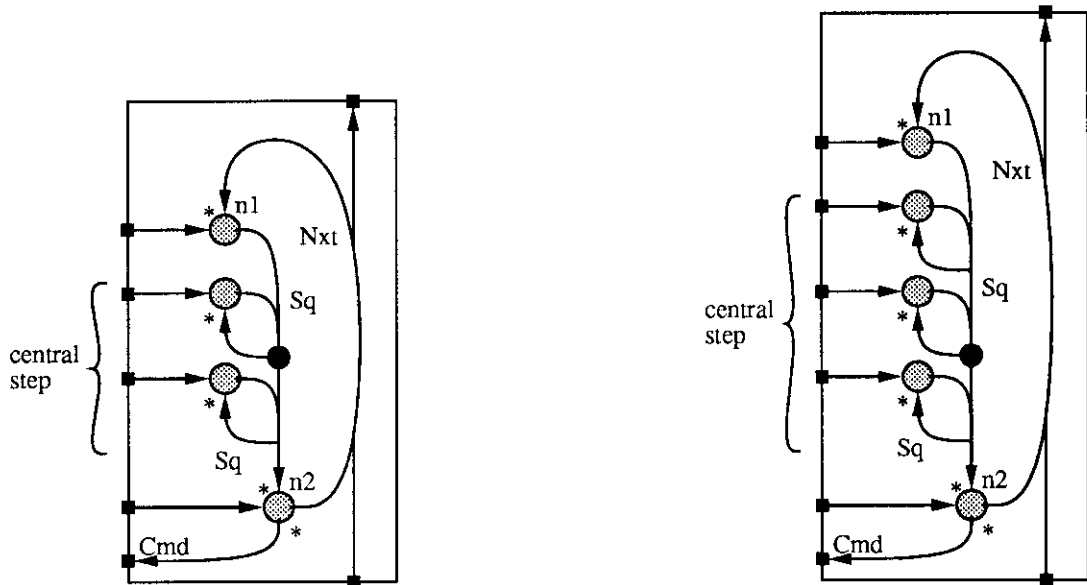 * n1
Nxt
Sq
*
central
step
*
Sq
* n2
*
Cmd
* n1
Nxt
*
Sq
central
step
*
*
Sq
* n2
*
Cmd